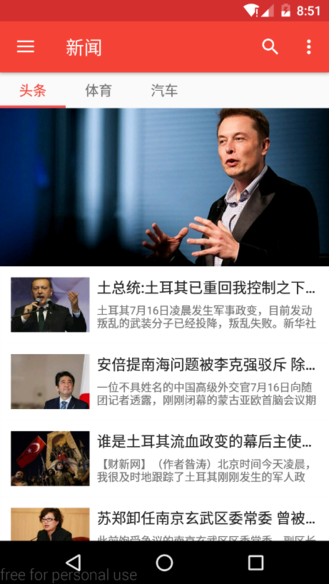 8:51
新闻
头条 体育 汽车
土总统:土耳其已重回我控制之下...
土耳其7月16日凌晨发生军事政变，目前发动
叛乱的武装分子已经投降，叛乱失败。新华社
安倍提南海问题被李克强驳斥 除...
一位不具姓名的中国高级外交官7月16日向随
团记者透露，刚刚闭幕的蒙古亚欧首脑会议期
谁是土耳其流血政变的幕后主使...
【财新网】（作者昝涛）北京时间今天凌晨，
我很及时地跟踪了土耳其刚刚发生的军人政
苏郑卸任南京玄武区委常委 曾被...
free for personal use